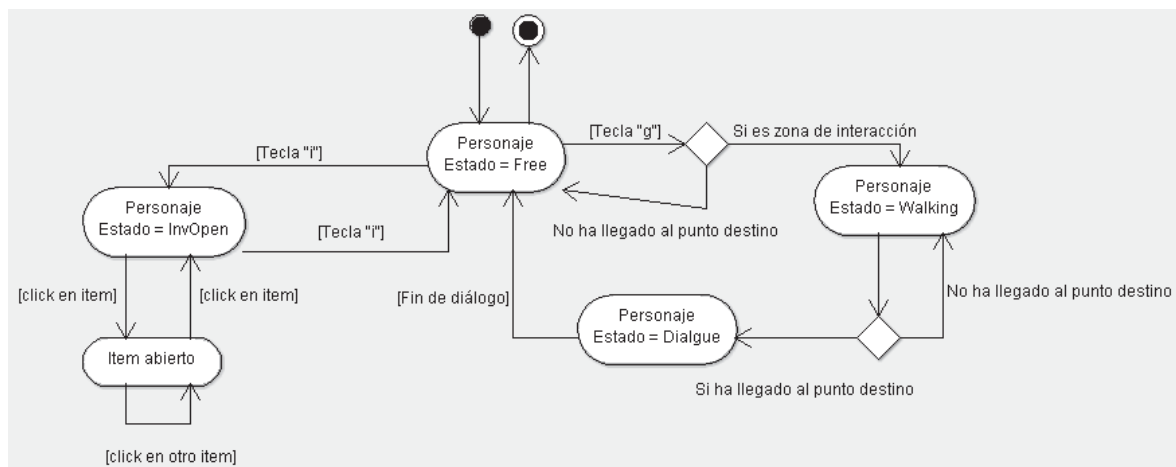 Personaje
Estado = Free
[Tecla "g"]
Si es zona de interacción
[Tecla "i"]
Personaje
Estado = InvOpen
Personaje
Estado = Walking
[Tecla "i"]
No ha llegado al punto destino
[click en item]
[click en item]
[Fin de diálogo]
Personaje
Estado = Dialgue
No ha llegado al punto destino
Item abierto
Si ha llegado al punto destino
[click en otro item]